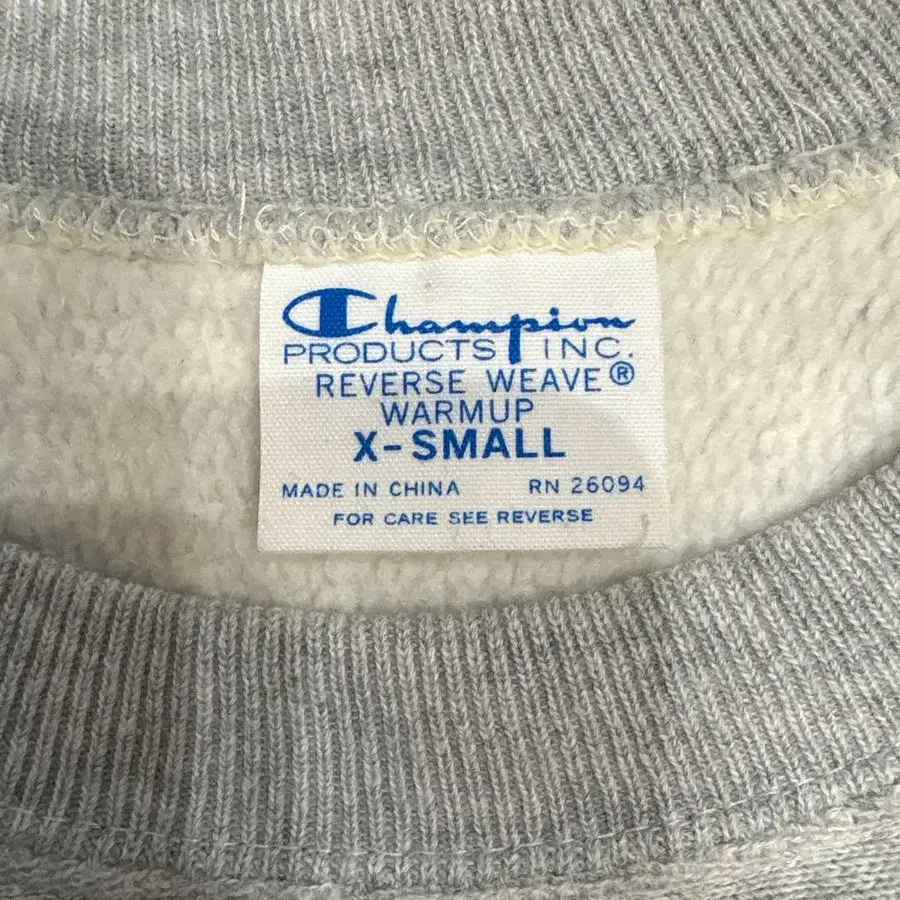 Champion
PRODUCTS INC.
REVERSE WEAVE®
WARMUP
X-SMALL
MADE IN CHINA RN 26094
FOR CARE SEE REVERSE